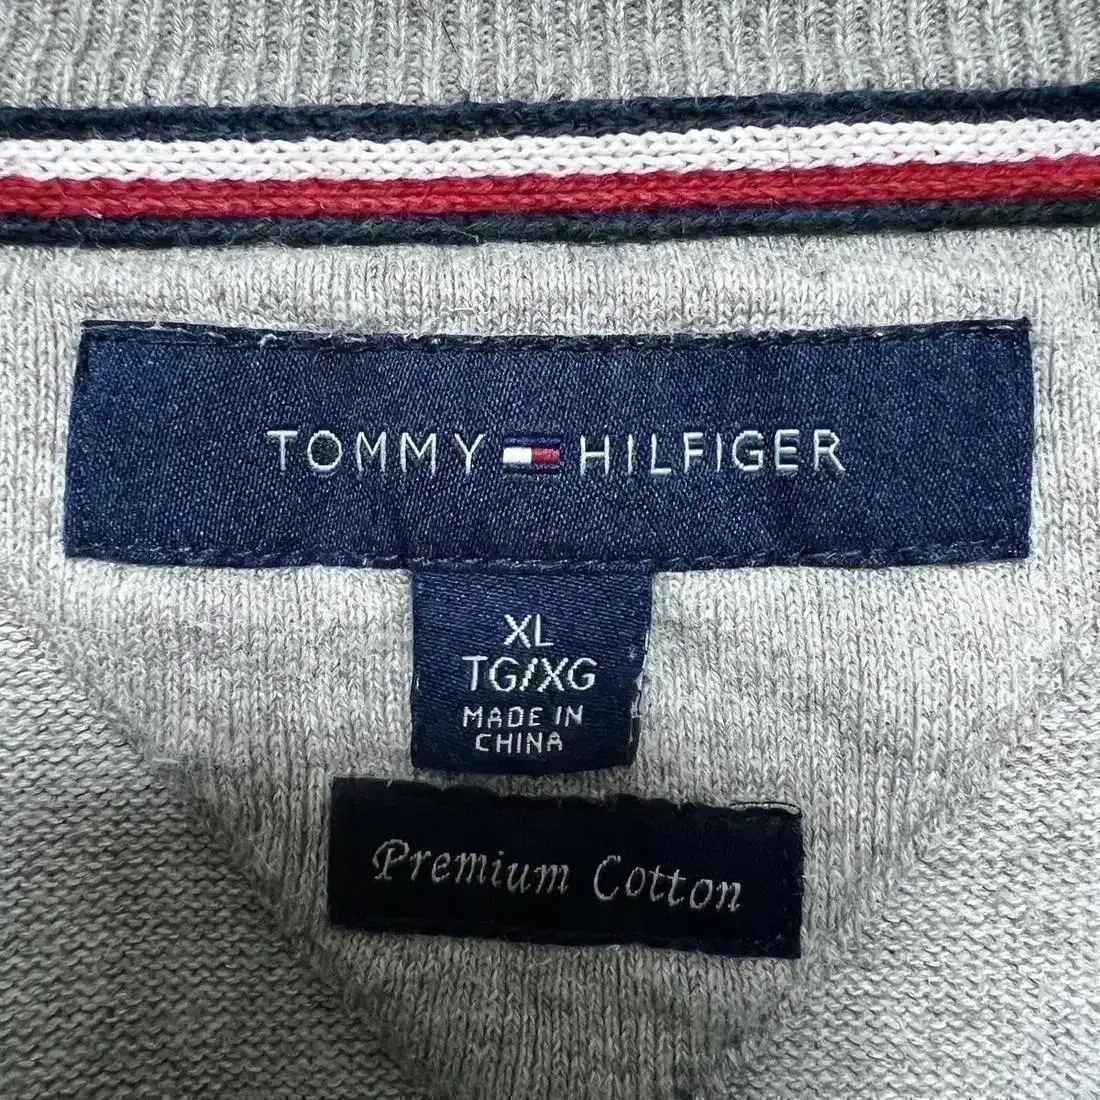 TOMMY HILFIGER
XL
TG/XG
MADE IN
CHINA
Premium Cotton